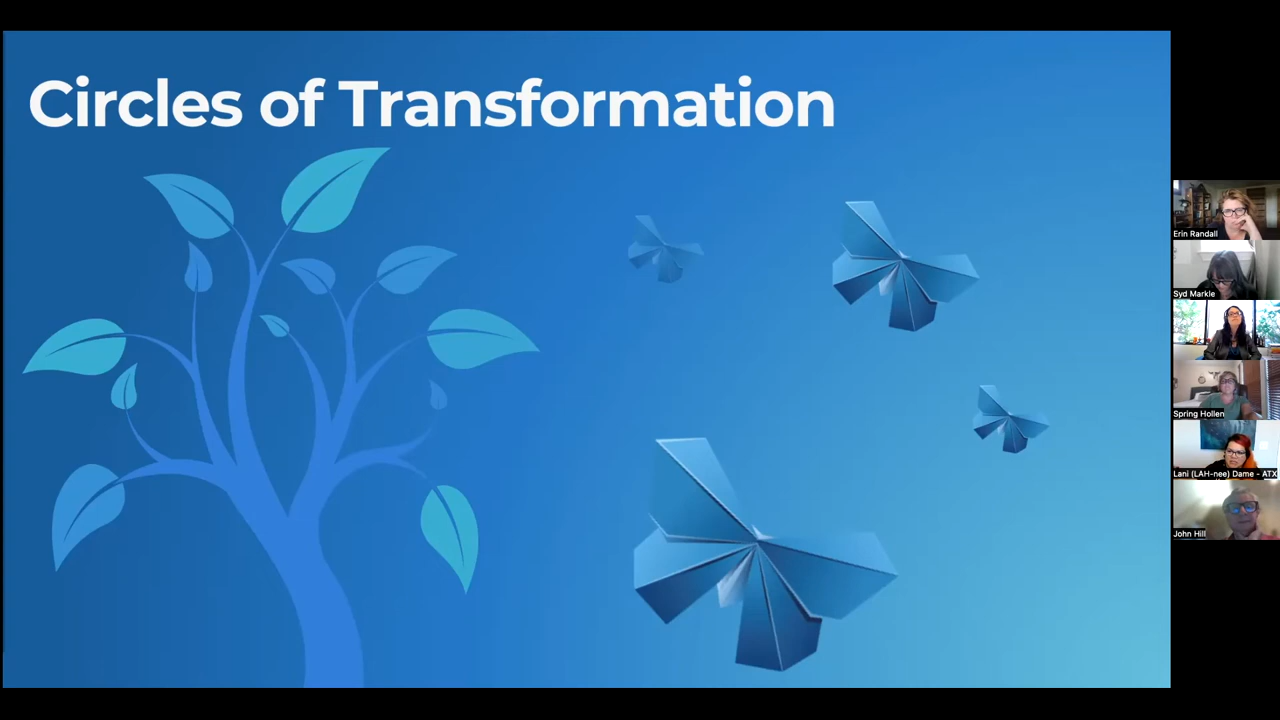 Circles of Transformation
Erin Randall
Syd Markle
Spring Hollen
Lani (LAH-nee) Dame - ATX
John Hill